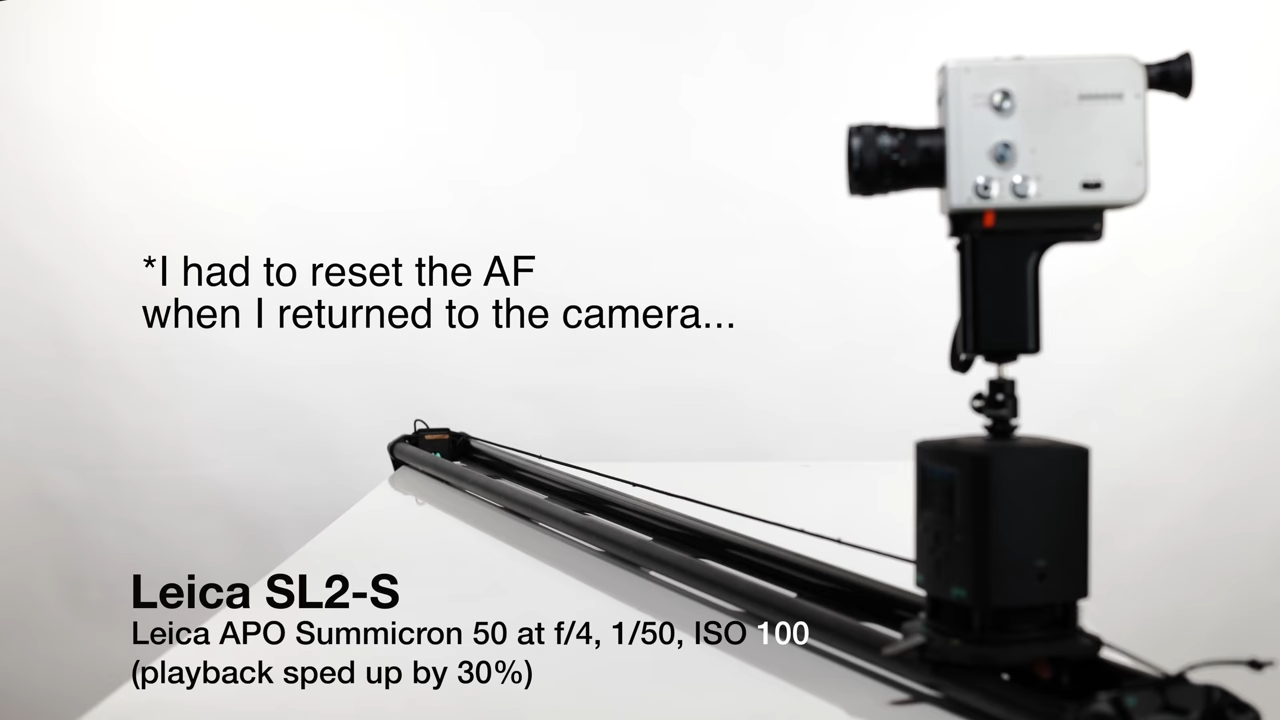 *I had to reset the AF
when I returned to the camera...
Leica SL2-S
Leica APO Summicron 50 at f/4, 1/50, ISO 100
(playback sped up by 30%)